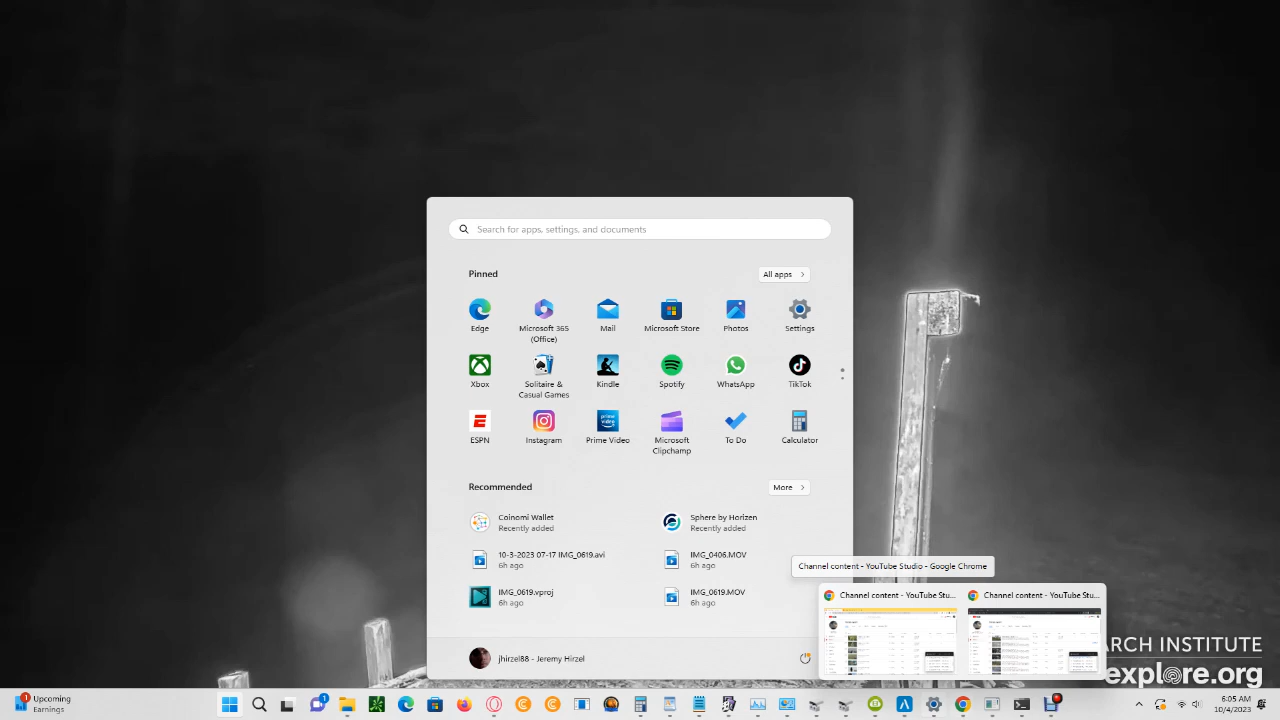 Search for apps, settings, and documents
Pinned
All apps
Edge
Microsoft 365
(Office)
Mail
Microsoft Store
Photos
Settings
Xbox
Solitaire &
Casual Games
Kindle
Spotify
WhatsApp
TikTok
ESPN
Instagram
prime
video
Prime Video
Microsoft
Clipchamp
To Do
Calculator
Recommended
More
Coinomi Wallet
Recently added
Sphere by Horizen
Recently added
10-3-2023 07-17 IMG_0619.avi
6h ago
IMG_0406.MOV
6h ago
Channel content - YouTube Studio - Google Chrome
IMG_0619.vproj
6h ago
IMG_0619.MOV
6h ago
Channel content - YouTube Stu...
Channel content - YouTube Stu...
ARCH INSTITUTE
explore.org
Upcoming
Earnings
6:05 AM
10/4/2023